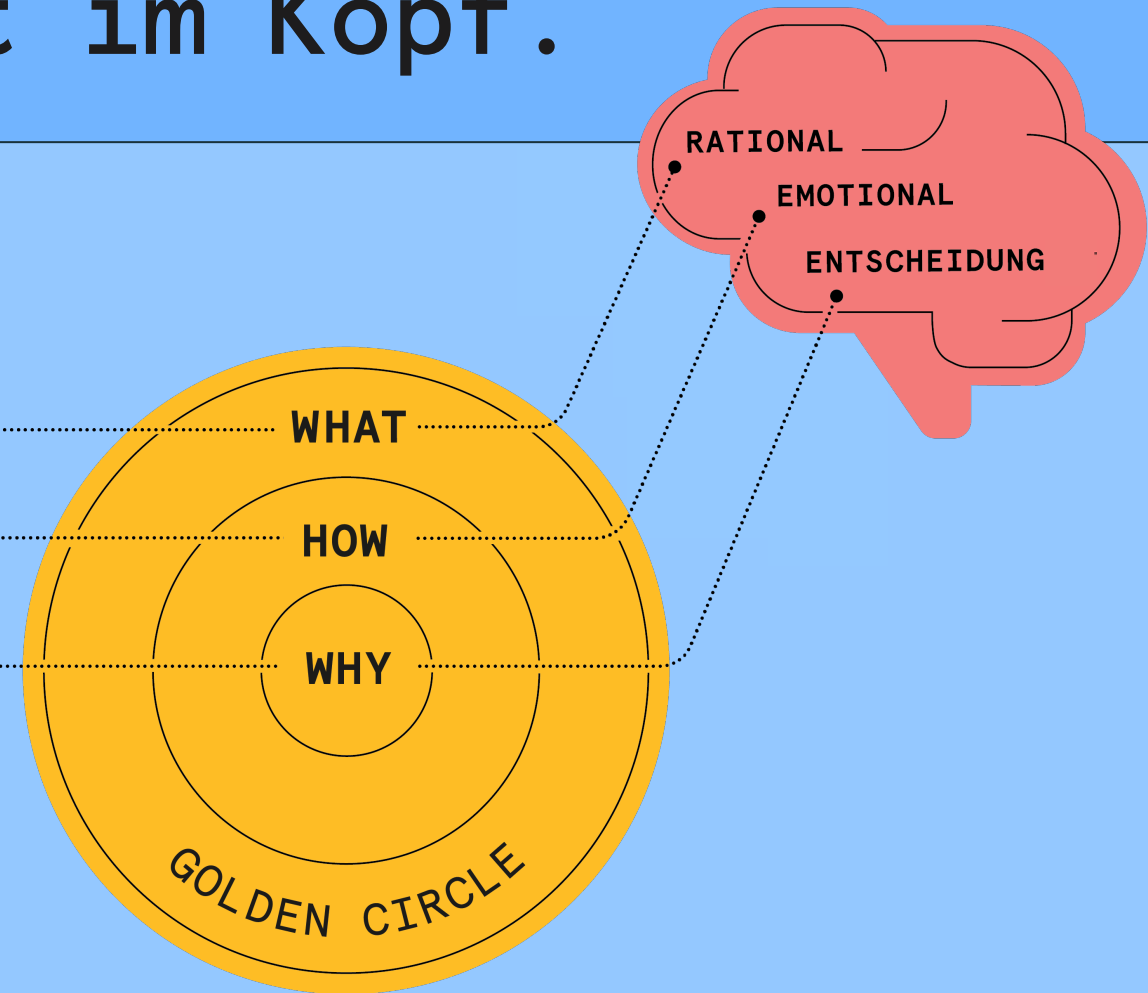 t im Kopf.
RATIONAL
EMOTIONAL
ENTSCHEIDUNG
WHAT
HOW
WHY
GOLDEN CIRCLE